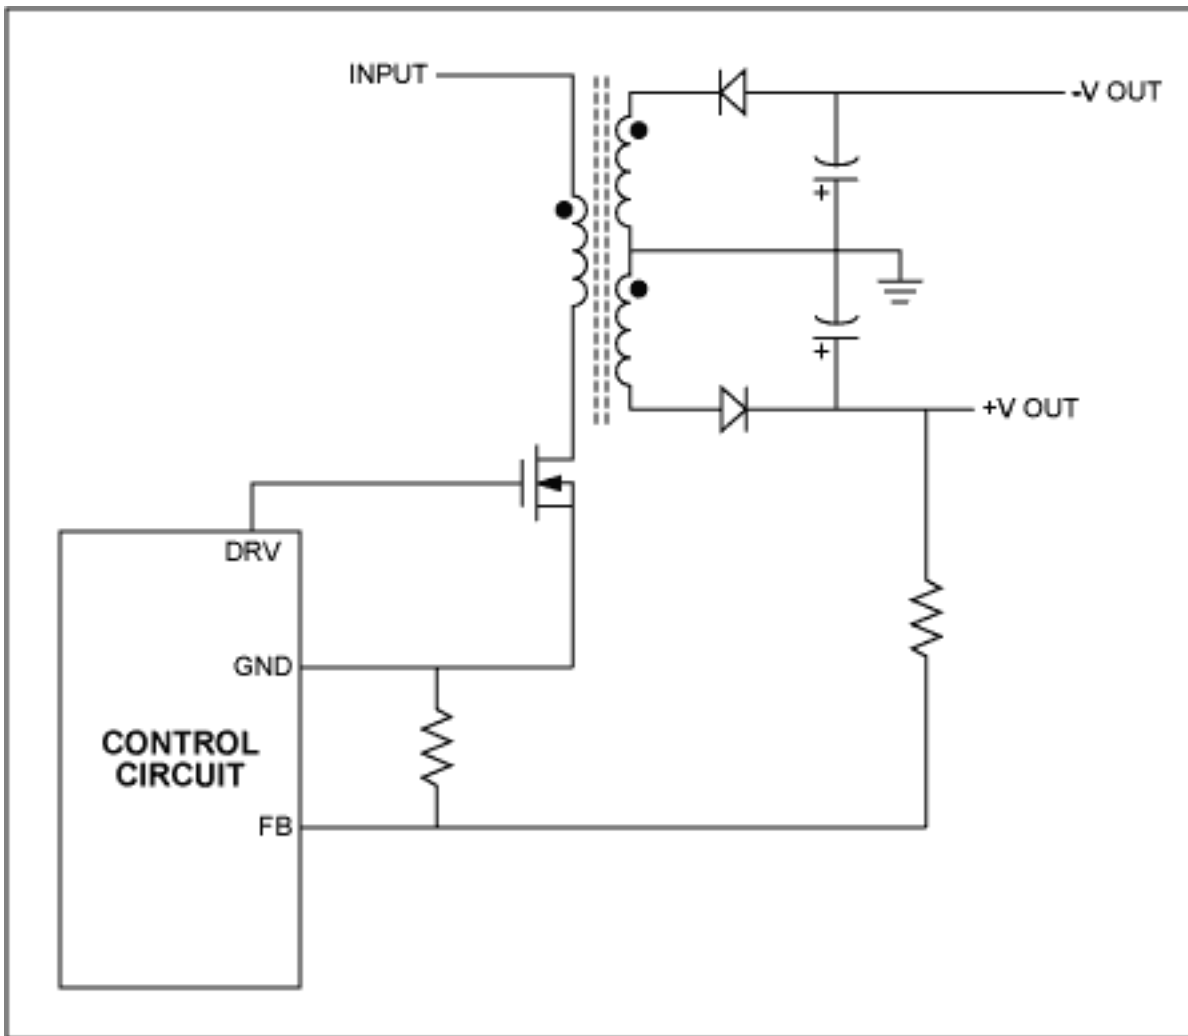 INPUT
-V OUT
+
+
+V OUT
DRV
GND
CONTROL
CIRCUIT
FB